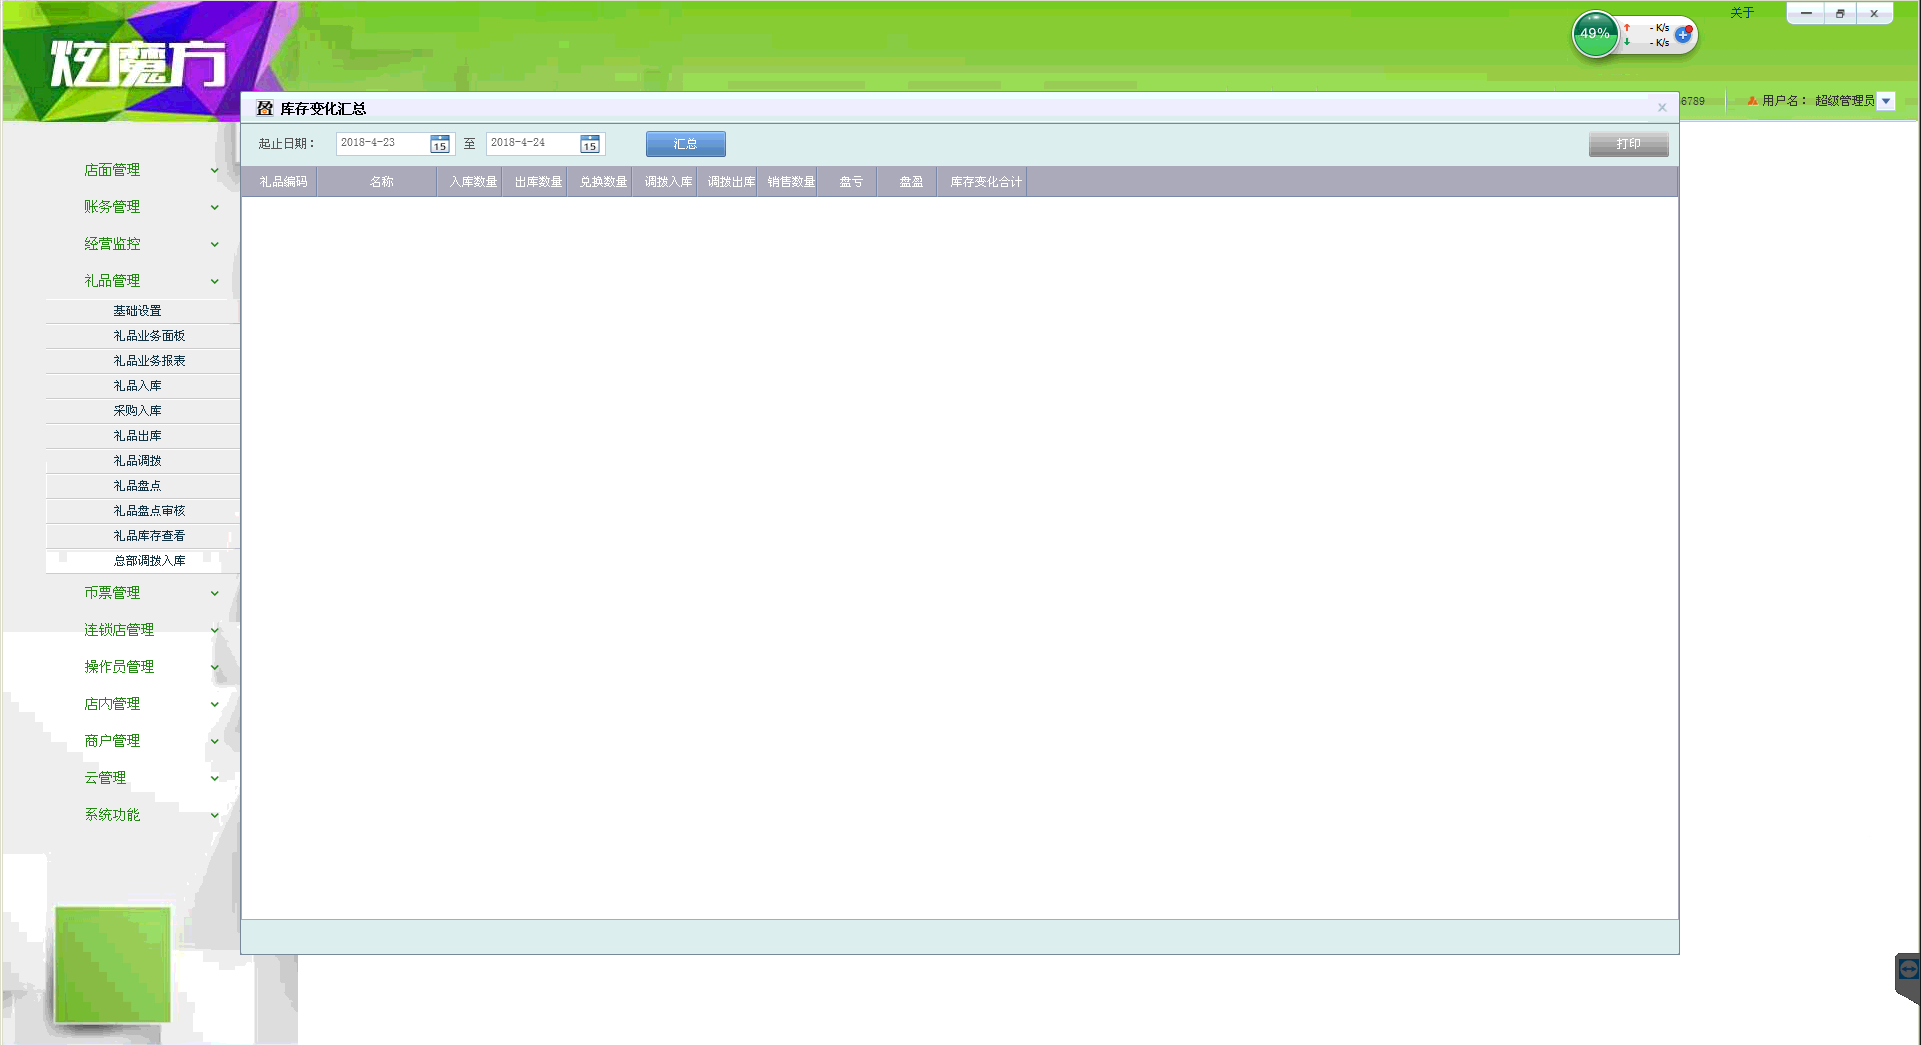 炫魔方
49%
- K/s
- K/s
关于
6789
用户名： 超级管理员
库存变化汇总
起止日期：
2018-4-23
15
至
2018-4-24
15
汇总
打印
礼品编码 名称 入库数量 出库数量 兑换数量 调拨入库 调拨出库 销售数量 盘亏 盘盈 库存变化合计
店面管理
账务管理
经营监控
礼品管理
基础设置
礼品业务面板
礼品业务报表
礼品入库
采购入库
礼品出库
礼品调拨
礼品盘点
礼品盘点审核
礼品库存查看
总部调拨入库
币票管理
连锁店管理
操作员管理
店内管理
商户管理
云管理
系统功能